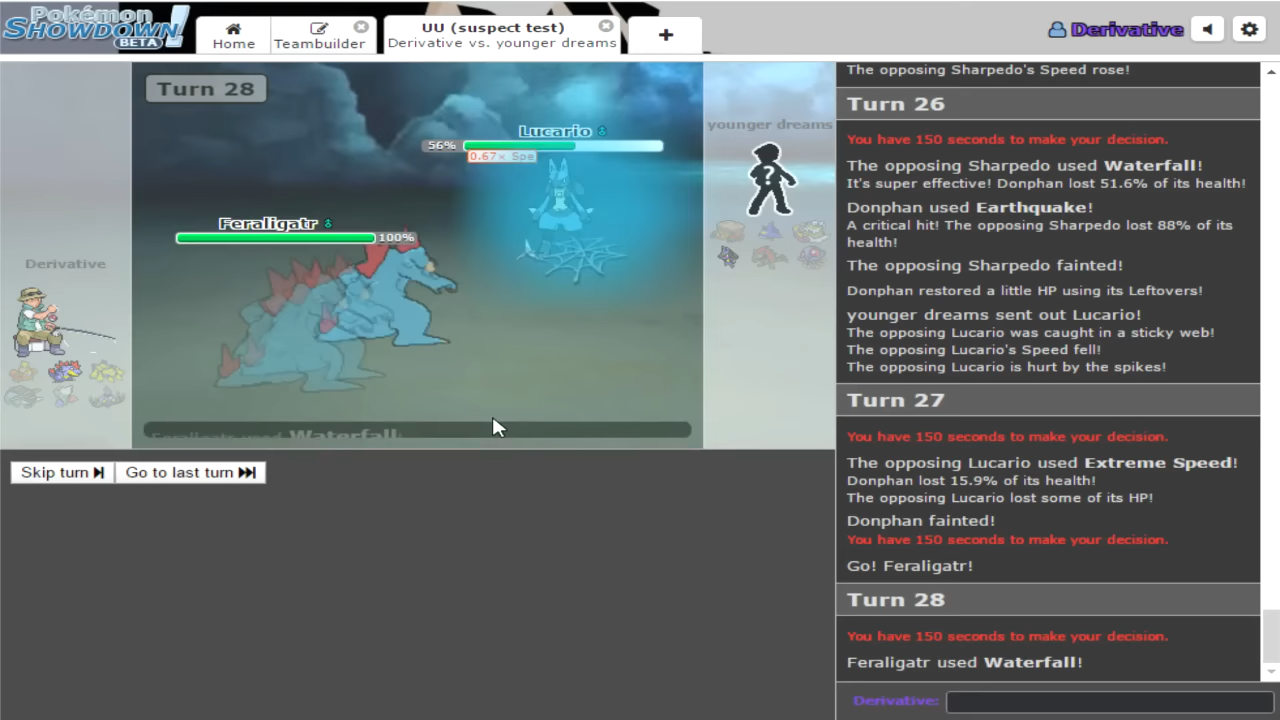 Pokémon
SHOWDOWN!
BETA
Home
Teambuilder
UU (suspect test)
Derivative vs. younger dreams
+
Derivative
Turn 28
Lucario
56%
0.67× Spe
younger dreams
?
Feraligatr
100%
Derivative
Feraligatr used Waterfall!
Skip turn
Go to last turn
The opposing Sharpedo's Speed rose!
Turn 26
You have 150 seconds to make your decision.
The opposing Sharpedo used Waterfall!
It's super effective! Donphan lost 51.6% of its health!
Donphan used Earthquake!
A critical hit! The opposing Sharpedo lost 88% of its
health!
The opposing Sharpedo fainted!
Donphan restored a little HP using its Leftovers!
younger dreams sent out Lucario!
The opposing Lucario was caught in a sticky web!
The opposing Lucario's Speed fell!
The opposing Lucario is hurt by the spikes!
Turn 27
You have 150 seconds to make your decision.
The opposing Lucario used Extreme Speed!
Donphan lost 15.9% of its health!
The opposing Lucario lost some of its HP!
Donphan fainted!
You have 150 seconds to make your decision.
Go! Feraligatr!
Turn 28
You have 150 seconds to make your decision.
Feraligatr used Waterfall!
Derivative: